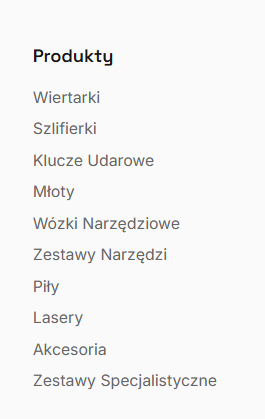 Produkty
Wiertarki
Szlifierki
Klucze Udarowe
Młoty
Wózki Narzędziowe
Zestawy Narzędzi
Piły
Lasery
Akcesoria
Zestawy Specjalistyczne